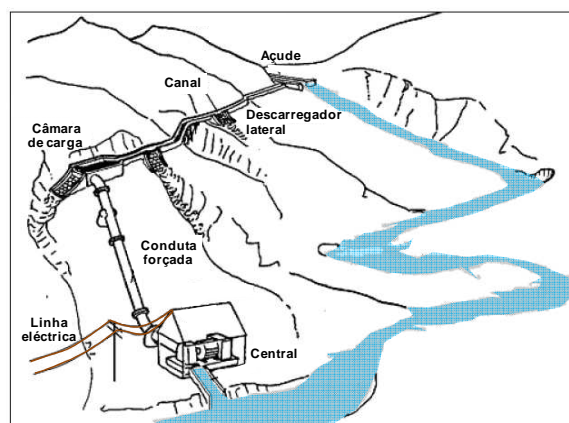 Açude
Canal
Descarregador
lateral
Câmara
de carga
Conduta
forçada
Linha
eléctrica
Central